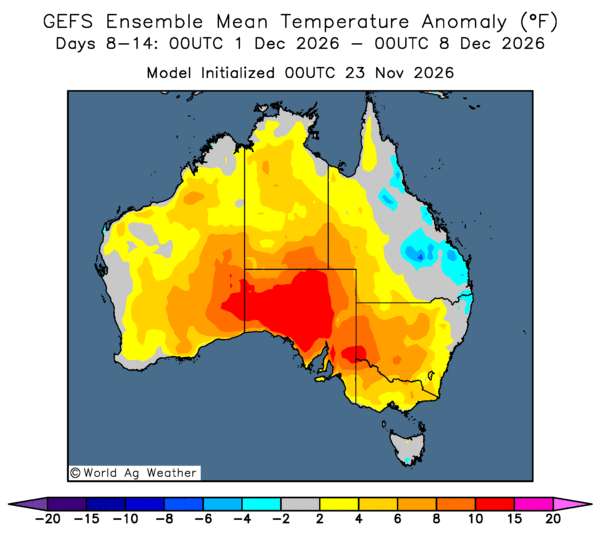 GEFS Ensemble Mean Temperature Anomaly (°F)
Days 8-14: 00UTC 1 Dec 2026 - 00UTC 8 Dec 2026
Model Initialized 00UTC 23 Nov 2026
©World Ag Weather
-20 -15 -10 -8 -6 -4 -2 2 4 6 8 10 15 20